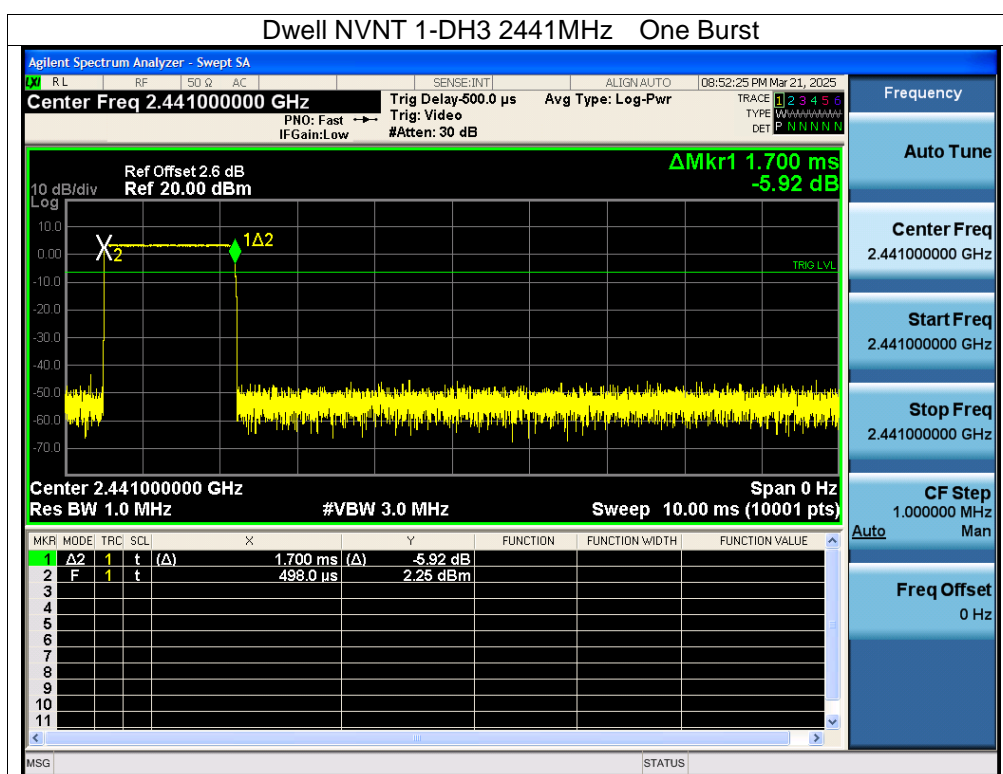 Dwell NVNT 1-DH3 2441MHz One Burst
Agilent Spectrum Analyzer - Swept SA
LXI RL RF 50 Ω AC SENSE:INT ALIGN AUTO 08:52:25 PM Mar 21, 2025
Center Freq 2.441000000 GHz
PNO: Fast
IFGain:Low
Trig Delay-500.0 µs
Trig: Video
#Atten: 30 dB
Avg Type: Log-Pwr
TRACE 1 2 3 4 5 6
TYPE WWWWWW
DET P N N N N N
ΔMkr1 1.700 ms
-5.92 dB
Ref Offset 2.6 dB
10 dB/div Ref 20.00 dBm
Log
10.0
0.00
-10.0
-20.0
-30.0
-40.0
-50.0
-60.0
-70.0
2
1Δ2
TRIG LVL
Center 2.441000000 GHz Span 0 Hz
Res BW 1.0 MHz #VBW 3.0 MHz Sweep 10.00 ms (10001 pts)
MKR MODE TRC SCL X Y FUNCTION FUNCTION WIDTH FUNCTION VALUE
1 Δ2 1 t (Δ) 1.700 ms (Δ) -5.92 dB
2 F 1 t 498.0 µs 2.25 dBm
3
4
5
6
7
8
9
10
11
MSG STATUS
Frequency
Auto Tune
Center Freq
2.441000000 GHz
Start Freq
2.441000000 GHz
Stop Freq
2.441000000 GHz
CF Step
1.000000 MHz
Auto Man
Freq Offset
0 Hz